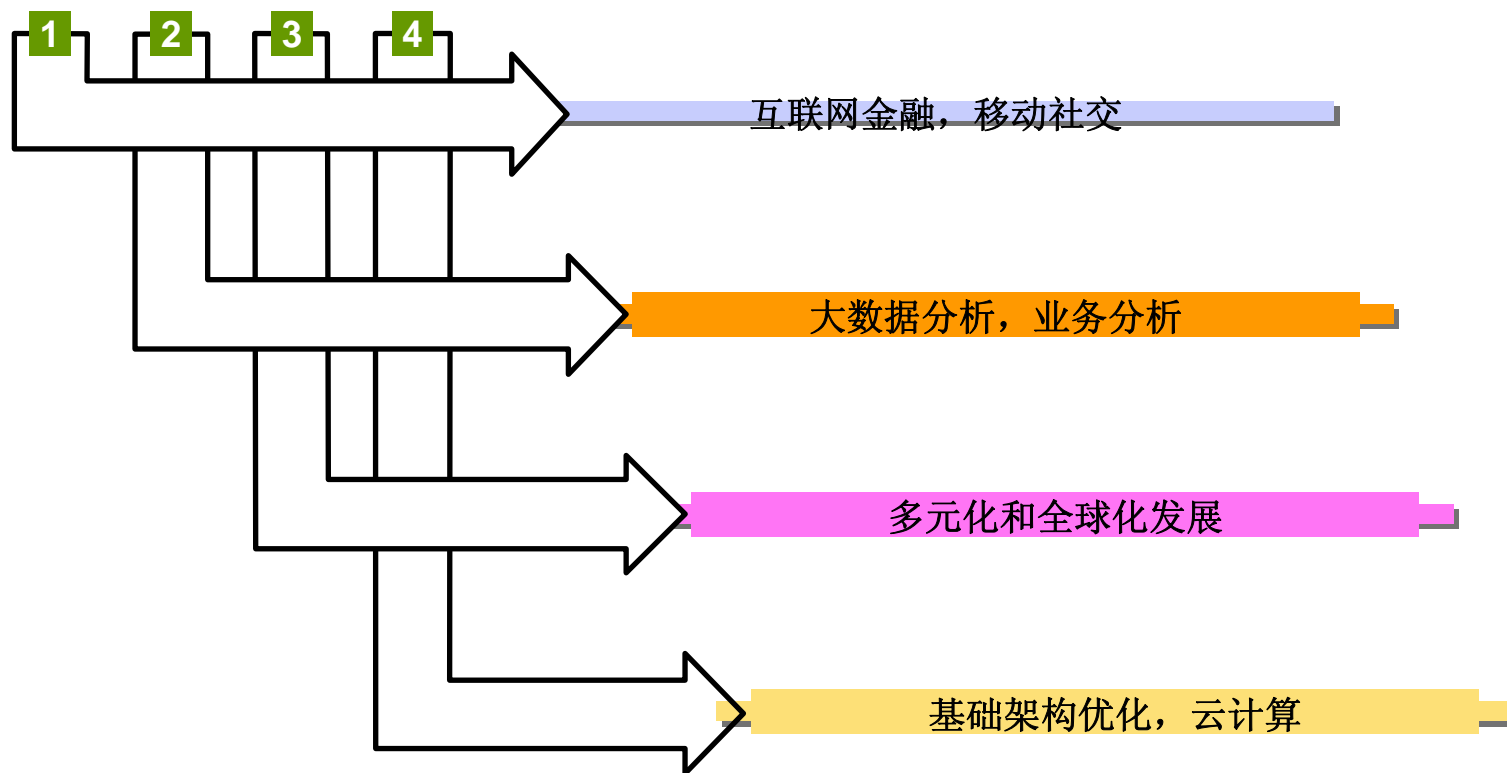 1 2 3 4
互联网金融，移动社交
大数据分析，业务分析
多元化和全球化发展
基础架构优化，云计算